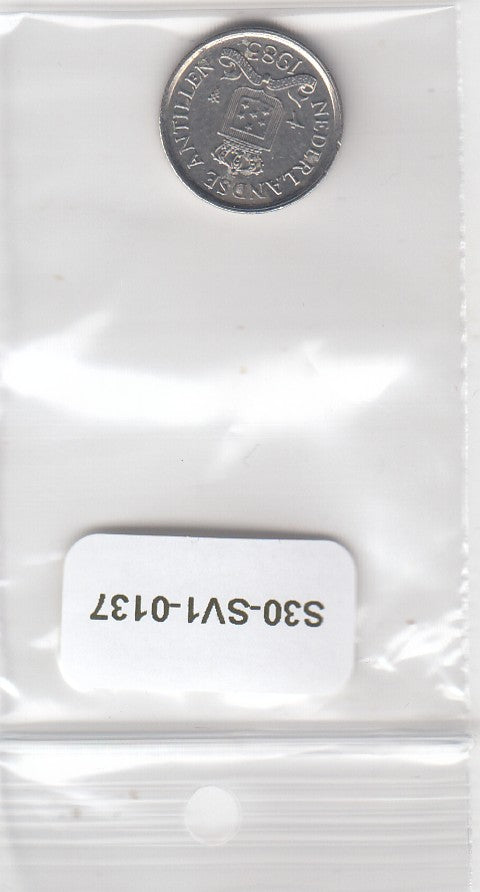 NEDERLANDSE ANTILLEN
1983
S30-SV1-0137